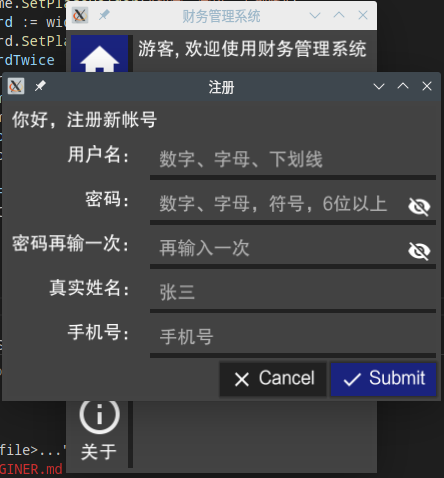 me.SetPla
财务管理系统
rd := wid
rd.SetPla
游客, 欢迎使用财务管理系统
rdTwice
注册
你好，注册新帐号
用户名：
数字、字母、下划线
密码：
数字、字母，符号，6位以上
密码再输一次：
再输入一次
真实姓名：
张三
手机号：
手机号
Cancel
Submit
关于
file>..."
GINER.md